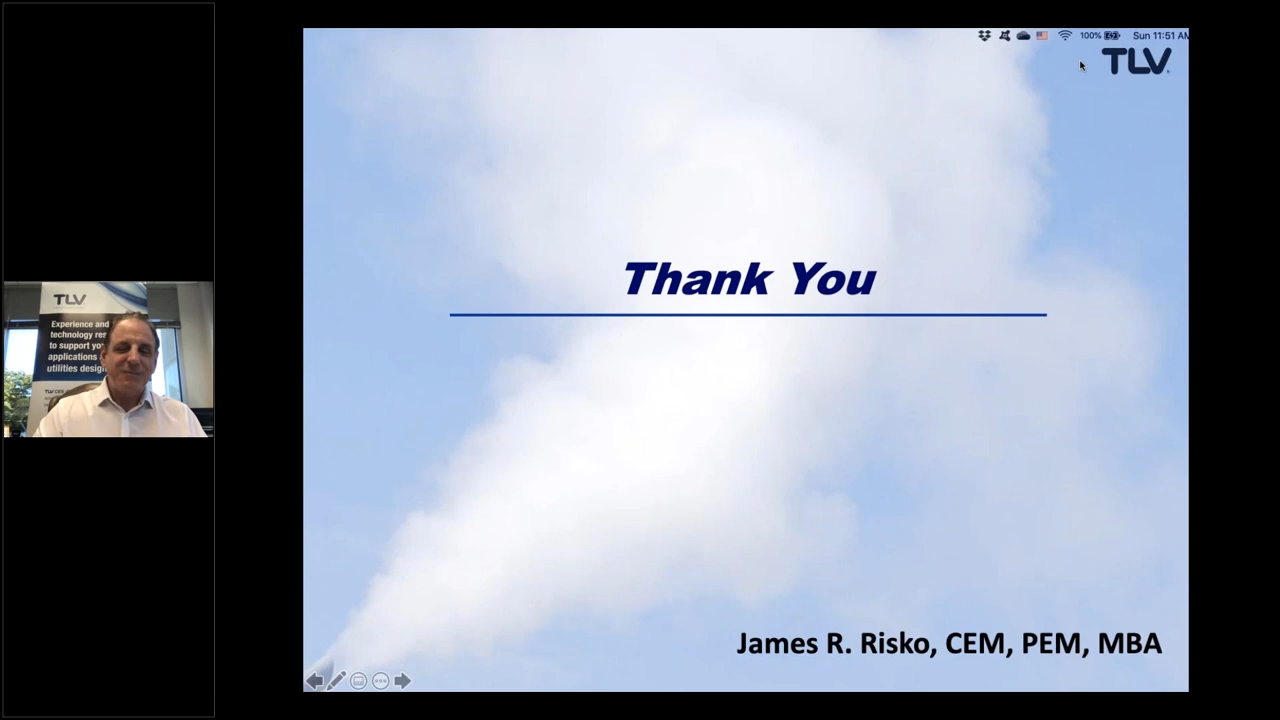 100%
Sun 11:51 AM
TLV
Thank You
James R. Risko, CEM, PEM, MBA
TLV
Experience and
technology res
to support yo
applications
utilities desig